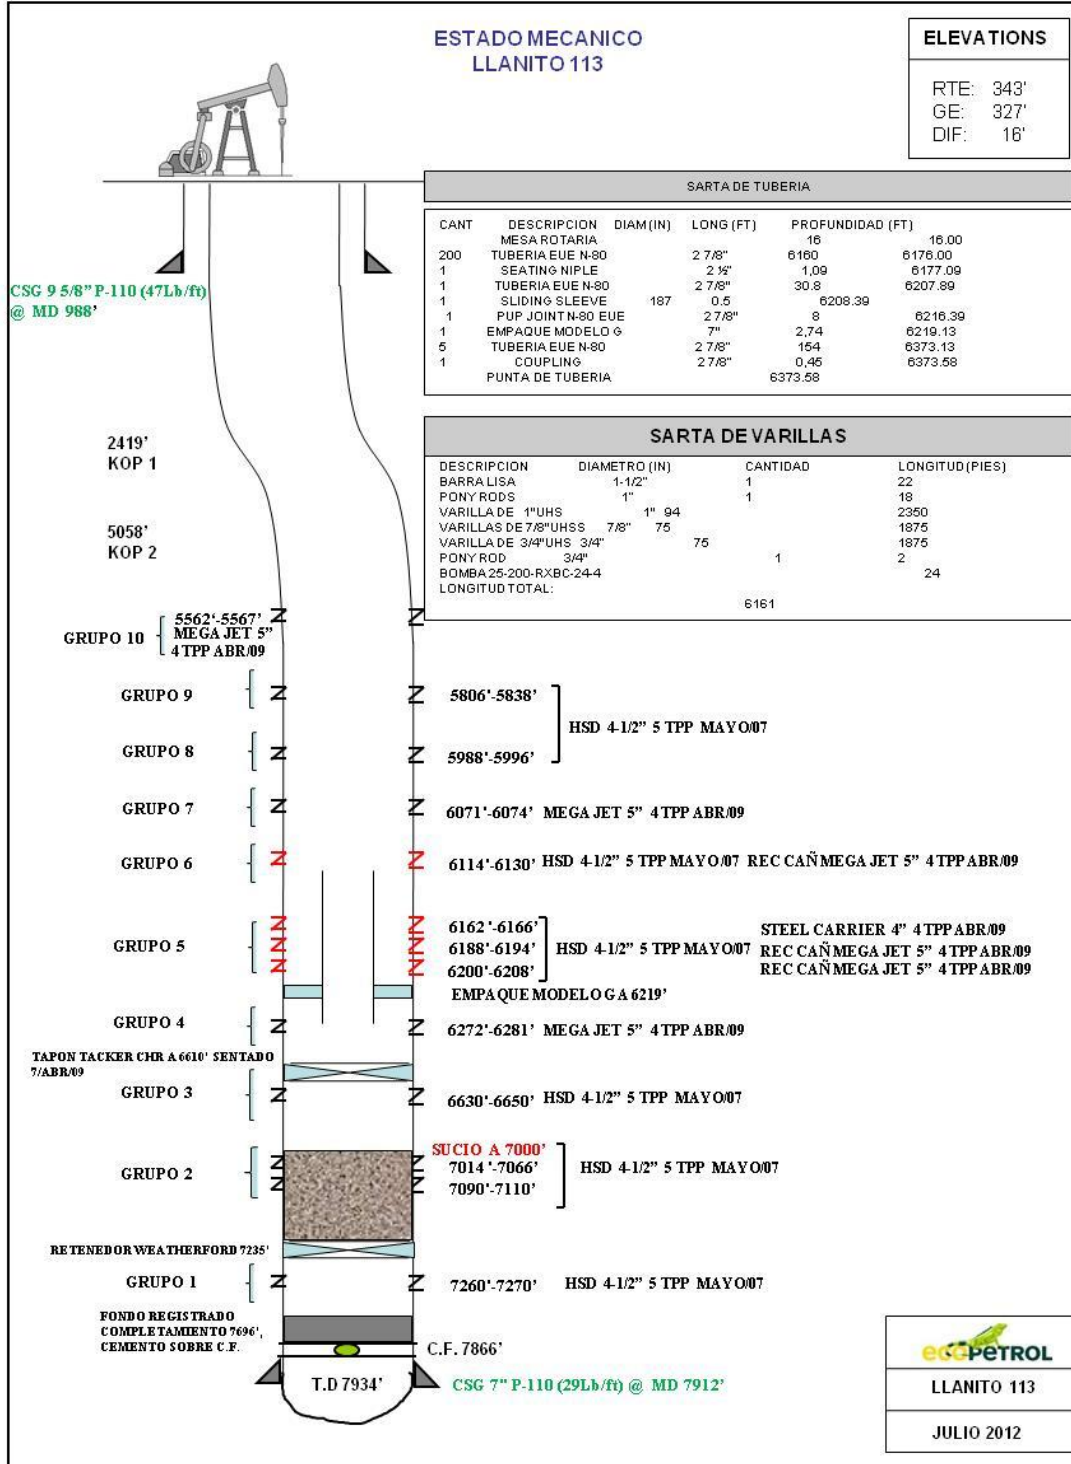 ESTADO MECANICO
LLANITO 113
ELEVATIONS
RTE: 343'
GE: 327'
DIF: 16'
SARTA DE TUBERIA
CANT DESCRIPCION DIAM (IN) LONG (FT) PROFUNDIDAD (FT)
MESA ROTARIA 16 16.00
200 TUBERIA EUE N-80 2 7/8" 6160 6176.00
1 SEATING NIPLE 2 ½" 1,09 6177.09
1 TUBERIA EUE N-80 2 7/8" 30.8 6207.89
1 SLIDING SLEEVE 187 0.5 6208.39
1 PUP JOINT N-80 EUE 2 7/8" 8 6216.39
1 EMPAQUE MODELO G 7" 2,74 6219.13
5 TUBERIA EUE N-80 2 7/8" 154 6373.13
1 COUPLING 2 7/8" 0,45 6373.58
PUNTA DE TUBERIA 6373.58
CSG 9 5/8" P-110 (47Lb/ft)
@ MD 988'
SARTA DE VARILLAS
DESCRIPCION DIAMETRO (IN) CANTIDAD LONGITUD (PIES)
BARRA LISA 1-1/2" 1 22
PONY RODS 1" 1 18
VARILLA DE 1"UHS 1" 94 2350
VARILLAS DE 7/8"UHSS 7/8" 75 1875
VARILLA DE 3/4"UHS 3/4" 75 1875
PONY ROD 3/4" 1 2
BOMBA 25-200-RXBC-24-4 24
LONGITUD TOTAL:
6161
2419'
KOP 1
5058'
KOP 2
GRUPO 10
5562'-5567'
MEGA JET 5"
4 TPP ABR/09
GRUPO 9
5806'-5838'
HSD 4-1/2" 5 TPP MAYO/07
GRUPO 8
5988'-5996'
GRUPO 7
6071'-6074' MEGA JET 5" 4 TPP ABR/09
GRUPO 6
6114'-6130' HSD 4-1/2" 5 TPP MAYO/07 REC CAÑ MEGA JET 5" 4 TPP ABR/09
GRUPO 5
6162'-6166' STEEL CARRIER 4" 4 TPP ABR/09
6188'-6194' HSD 4-1/2" 5 TPP MAYO/07 REC CAÑ MEGA JET 5" 4 TPP ABR/09
6200'-6208' REC CAÑ MEGA JET 5" 4 TPP ABR/09
EMPAQUE MODELO G A 6219'
GRUPO 4
6272'-6281' MEGA JET 5" 4 TPP ABR/09
TAPON TACKER CHR A 6610' SENTADO
7/ABR/09
GRUPO 3
6630'-6650' HSD 4-1/2" 5 TPP MAYO/07
SUCIO A 7000'
GRUPO 2
7014'-7066' HSD 4-1/2" 5 TPP MAYO/07
7090'-7110'
RETENEDOR WEATHERFORD 7235'
GRUPO 1
7260'-7270' HSD 4-1/2" 5 TPP MAYO/07
FONDO REGISTRADO
COMPLETAMIENTO 7696',
CEMENTO SOBRE C.F.
C.F. 7866'
T.D 7934'
CSG 7" P-110 (29Lb/ft) @ MD 7912'
ecoPETROL
LLANITO 113
JULIO 2012